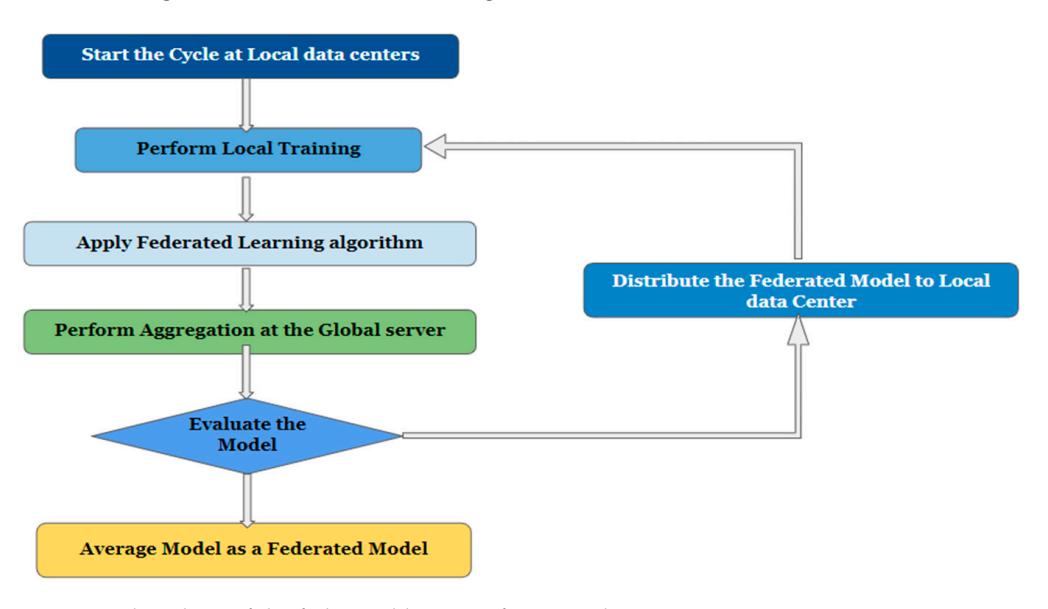 Start the Cycle at Local data centers
Perform Local Training
Apply Federated Learning algorithm
Distribute the Federated Model to Local
data Center
Perform Aggregation at the Global server
Evaluate the
Model
Average Model as a Federated Model